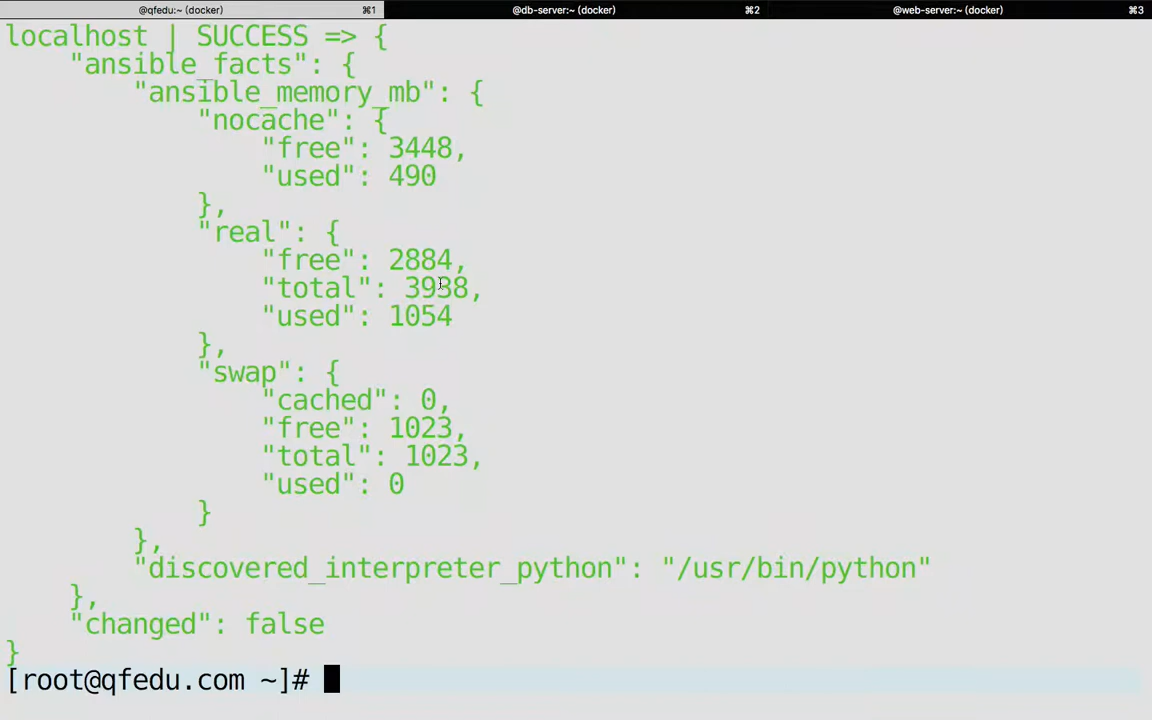 @qfedu:~ (docker) ⌘1 @db-server:~ (docker) ⌘2 @web-server:~ (docker) ⌘3
localhost | SUCCESS => {
    "ansible_facts": {
        "ansible_memory_mb": {
            "nocache": {
                "free": 3448,
                "used": 490
            },
            "real": {
                "free": 2884,
                "total": 3938,
                "used": 1054
            },
            "swap": {
                "cached": 0,
                "free": 1023,
                "total": 1023,
                "used": 0
            }
        },
        "discovered_interpreter_python": "/usr/bin/python"
    },
    "changed": false
}
[root@qfedu.com ~]#